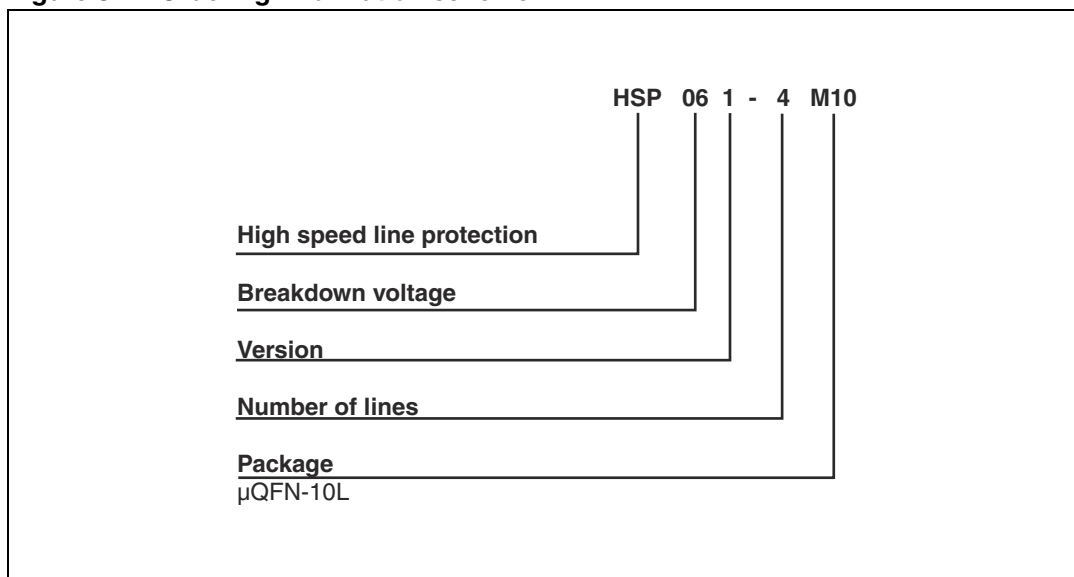 HSP 06 1 - 4 M10
High speed line protection
Breakdown voltage
Version
Number of lines
Package
µQFN-10L